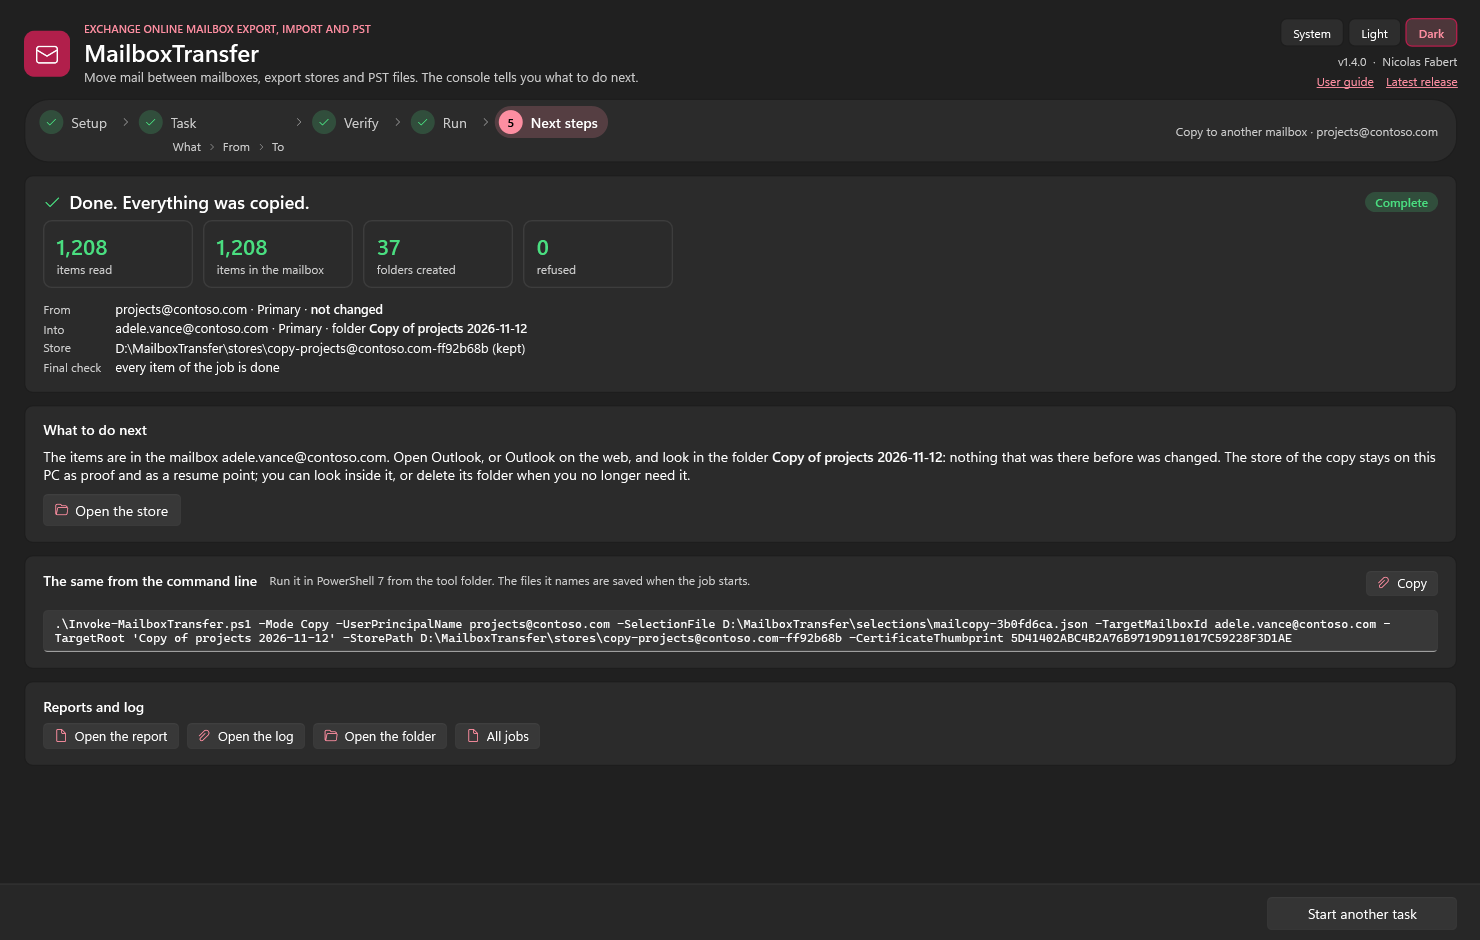 EXCHANGE ONLINE MAILBOX EXPORT, IMPORT AND PST
MailboxTransfer
Move mail between mailboxes, export stores and PST files. The console tells you what to do next.
System
Light
Dark
v1.4.0 · Nicolas Fabert
User guide
Latest release
Setup
Task
Verify
Run
5 Next steps
What
From
To
Copy to another mailbox · projects@contoso.com
Done. Everything was copied.
Complete
1,208
items read
1,208
items in the mailbox
37
folders created
0
refused
From projects@contoso.com · Primary · not changed
Into adele.vance@contoso.com · Primary · folder Copy of projects 2026-11-12
Store D:\MailboxTransfer\stores\copy-projects@contoso.com-ff92b68b (kept)
Final check every item of the job is done
What to do next
The items are in the mailbox adele.vance@contoso.com. Open Outlook, or Outlook on the web, and look in the folder Copy of projects 2026-11-12: nothing that was there before was changed. The store of the copy stays on this
PC as proof and as a resume point; you can look inside it, or delete its folder when you no longer need it.
Open the store
The same from the command line Run it in PowerShell 7 from the tool folder. The files it names are saved when the job starts.
Copy
.\Invoke-MailboxTransfer.ps1 -Mode Copy -UserPrincipalName projects@contoso.com -SelectionFile D:\MailboxTransfer\selections\mailcopy-3b0fd6ca.json -TargetMailboxId adele.vance@contoso.com -
TargetRoot 'Copy of projects 2026-11-12' -StorePath D:\MailboxTransfer\stores\copy-projects@contoso.com-ff92b68b -CertificateThumbprint 5D41402ABC4B2A76B9719D911017C59228F3D1AE
Reports and log
Open the report
Open the log
Open the folder
All jobs
Start another task